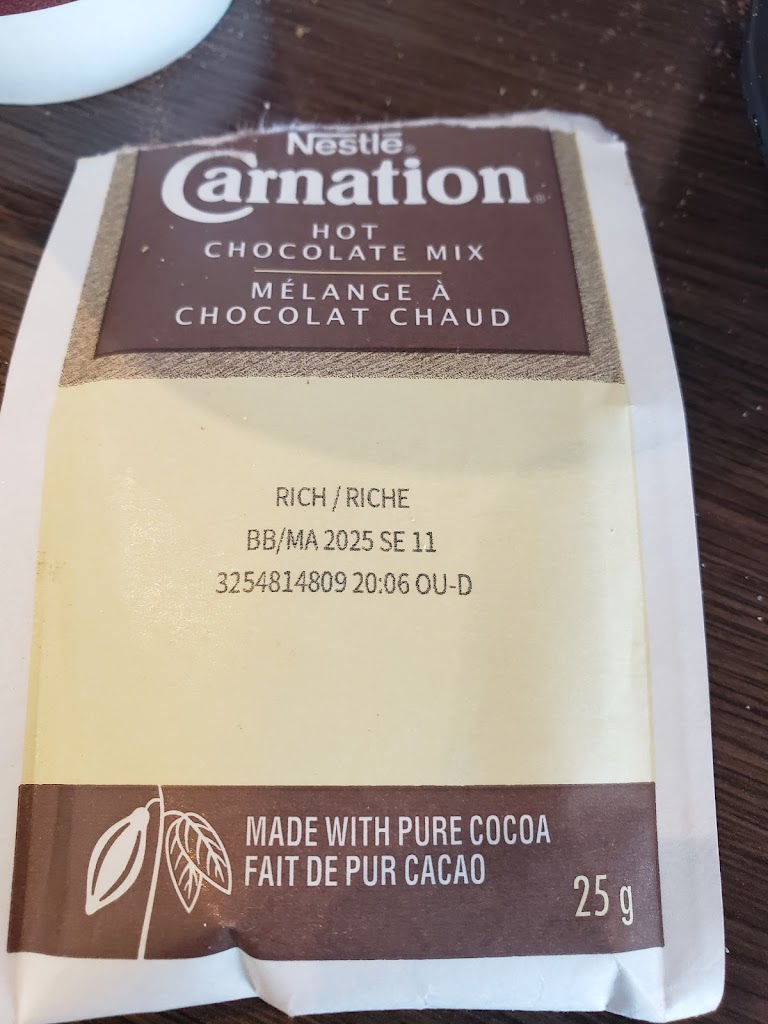 Nestlé®
Carnation®
HOT
CHOCOLATE MIX
MÉLANGE À
CHOCOLAT CHAUD
RICH / RICHE
BB/MA 2025 SE 11
3254814809 20:06 OU-D
MADE WITH PURE COCOA
FAIT DE PUR CACAO
25 g